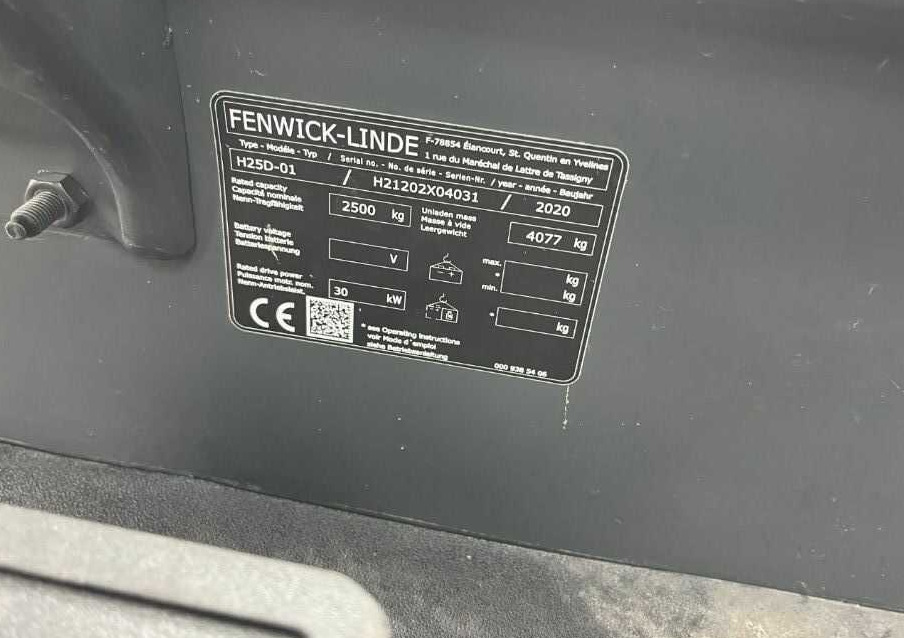 FENWICK-LINDE F-78854 Élancourt, St. Quentin en Yvelines
1 rue du Maréchal de Lattre de Tassigny
Type - Modèle - Typ / Serial no. - No. de série - Serien-Nr. / year - année - Baujahr
H25D-01 / H21202X04031 / 2020
Rated capacity
Capacité nominale
Nenn-Tragfähigkeit
2500 kg
Unladen mass
Masse à vide
Leergewicht
4077 kg
Battery voltage
Tension batterie
Batteriespannung
V
- +
max. kg
*
min. kg
Rated drive power
Puissance motr. nom.
Nenn-Antriebsleist.
30 kW
* kg
CE
* see Operating Instructions
voir Mode d'emploi
siehe Betriebsanleitung
000 938 54 06